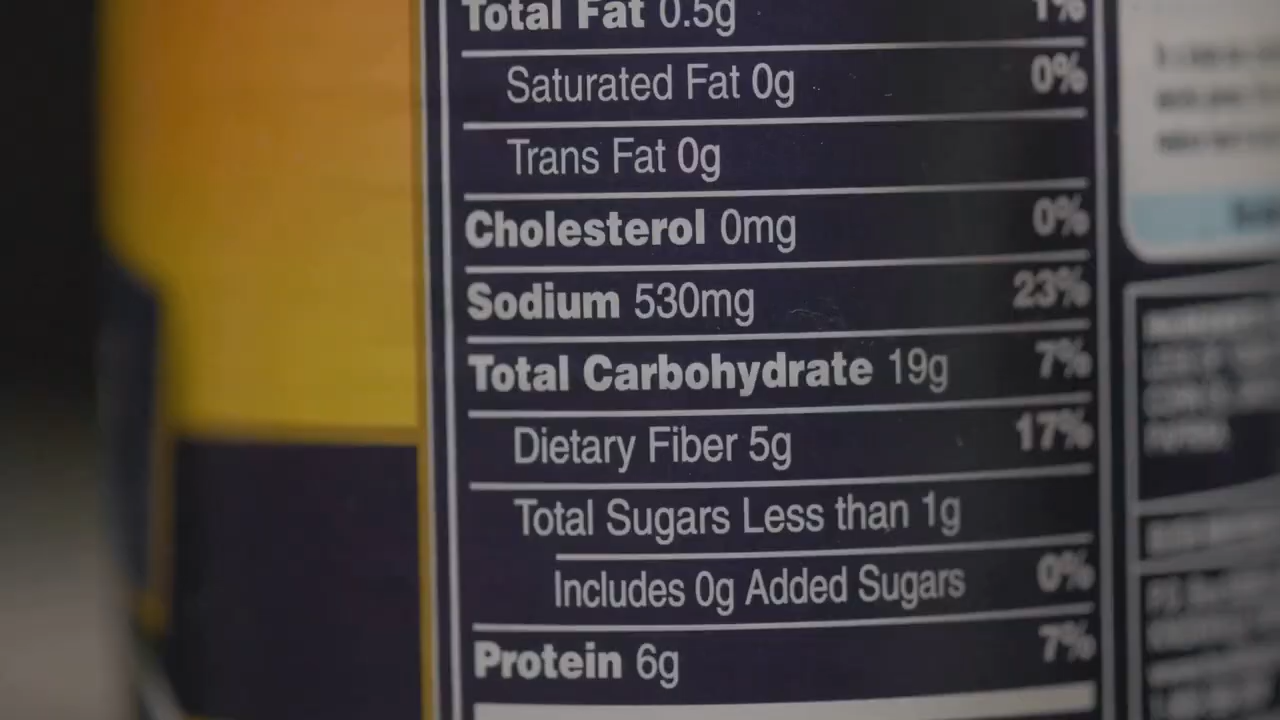 Total Fat 0.5g 1%
Saturated Fat 0g 0%
Trans Fat 0g
Cholesterol 0mg 0%
Sodium 530mg 23%
Total Carbohydrate 19g 7%
Dietary Fiber 5g 17%
Total Sugars Less than 1g
Includes 0g Added Sugars 0%
Protein 6g 7%